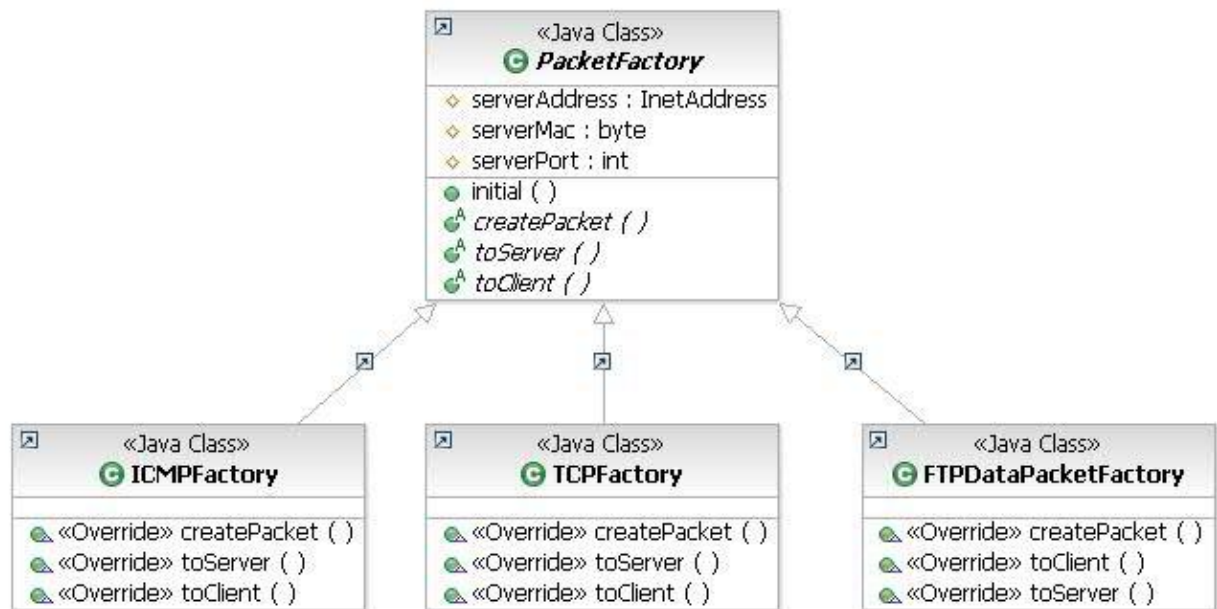 «Java Class»
PacketFactory
serverAddress : InetAddress
serverMac : byte
serverPort : int
initial ( )
createPacket ( )
toServer ( )
toClient ( )
«Java Class»
ICMPFactory
«Override» createPacket ( )
«Override» toServer ( )
«Override» toClient ( )
«Java Class»
TCPFactory
«Override» createPacket ( )
«Override» toServer ( )
«Override» toClient ( )
«Java Class»
FTPDataPacketFactory
«Override» createPacket ( )
«Override» toClient ( )
«Override» toServer ( )